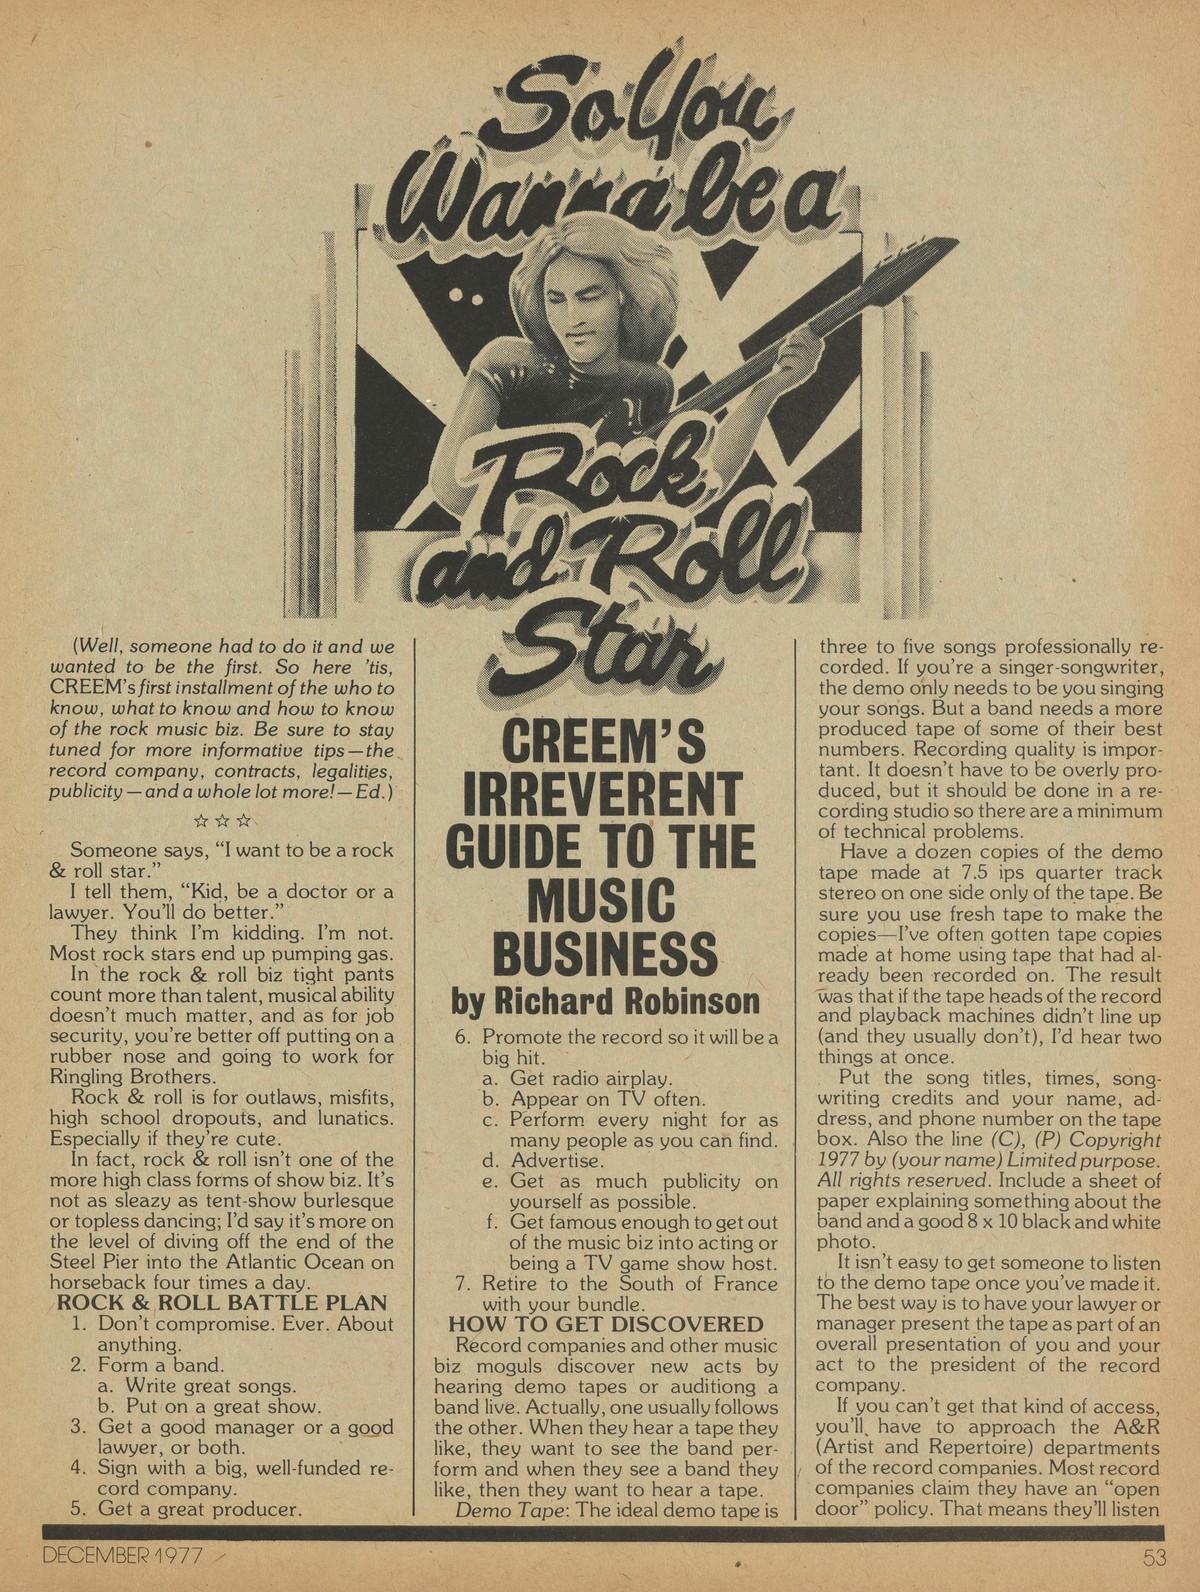 So You
Wanna be a
Rock
and Roll
Star
(Well, someone had to do it and we
wanted to be the first. So here 'tis,
CREEM's first installment of the who to
know, what to know and how to know
of the rock music biz. Be sure to stay
tuned for more informative tips—the
record company, contracts, legalities,
publicity—and a whole lot more!—Ed.)
☆☆☆
Someone says, “I want to be a rock
& roll star.”
I tell them, “Kid, be a doctor or a
lawyer. You'll do better.”
They think I'm kidding. I'm not.
Most rock stars end up pumping gas.
In the rock & roll biz tight pants
count more than talent, musical ability
doesn't much matter, and as for job
security, you're better off putting on a
rubber nose and going to work for
Ringling Brothers.
Rock & roll is for outlaws, misfits,
high school dropouts, and lunatics.
Especially if they're cute.
In fact, rock & roll isn't one of the
more high class forms of show biz. It's
not as sleazy as tent-show burlesque
or topless dancing; I'd say it's more on
the level of diving off the end of the
Steel Pier into the Atlantic Ocean on
horseback four times a day.
ROCK & ROLL BATTLE PLAN
1. Don't compromise. Ever. About
anything.
2. Form a band.
a. Write great songs.
b. Put on a great show.
3. Get a good manager or a good
lawyer, or both.
4. Sign with a big, well-funded re-
cord company.
5. Get a great producer.
CREEM'S
IRREVERENT
GUIDE TO THE
MUSIC
BUSINESS
by Richard Robinson
6. Promote the record so it will be a
big hit.
a. Get radio airplay.
b. Appear on TV often.
c. Perform every night for as
many people as you can find.
d. Advertise.
e. Get as much publicity on
yourself as possible.
f. Get famous enough to get out
of the music biz into acting or
being a TV game show host.
7. Retire to the South of France
with your bundle.
HOW TO GET DISCOVERED
Record companies and other music
biz moguls discover new acts by
hearing demo tapes or auditiong a
band live. Actually, one usually follows
the other. When they hear a tape they
like, they want to see the band per-
form and when they see a band they
like, then they want to hear a tape.
Demo Tape: The ideal demo tape is
three to five songs professionally re-
corded. If you're a singer-songwriter,
the demo only needs to be you singing
your songs. But a band needs a more
produced tape of some of their best
numbers. Recording quality is impor-
tant. It doesn't have to be overly pro-
duced, but it should be done in a re-
cording studio so there are a minimum
of technical problems.
Have a dozen copies of the demo
tape made at 7.5 ips quarter track
stereo on one side only of the tape. Be
sure you use fresh tape to make the
copies—I've often gotten tape copies
made at home using tape that had al-
ready been recorded on. The result
was that if the tape heads of the record
and playback machines didn't line up
(and they usually don't), I'd hear two
things at once.
Put the song titles, times, song-
writing credits and your name, ad-
dress, and phone number on the tape
box. Also the line (C), (P) Copyright
1977 by (your name) Limited purpose.
All rights reserved. Include a sheet of
paper explaining something about the
band and a good 8 x 10 black and white
photo.
It isn't easy to get someone to listen
to the demo tape once you've made it.
The best way is to have your lawyer or
manager present the tape as part of an
overall presentation of you and your
act to the president of the record
company.
If you can't get that kind of access,
you'll have to approach the A&R
(Artist and Repertoire) departments
of the record companies. Most record
companies claim they have an “open
door” policy. That means they'll listen
DECEMBER 1977
53